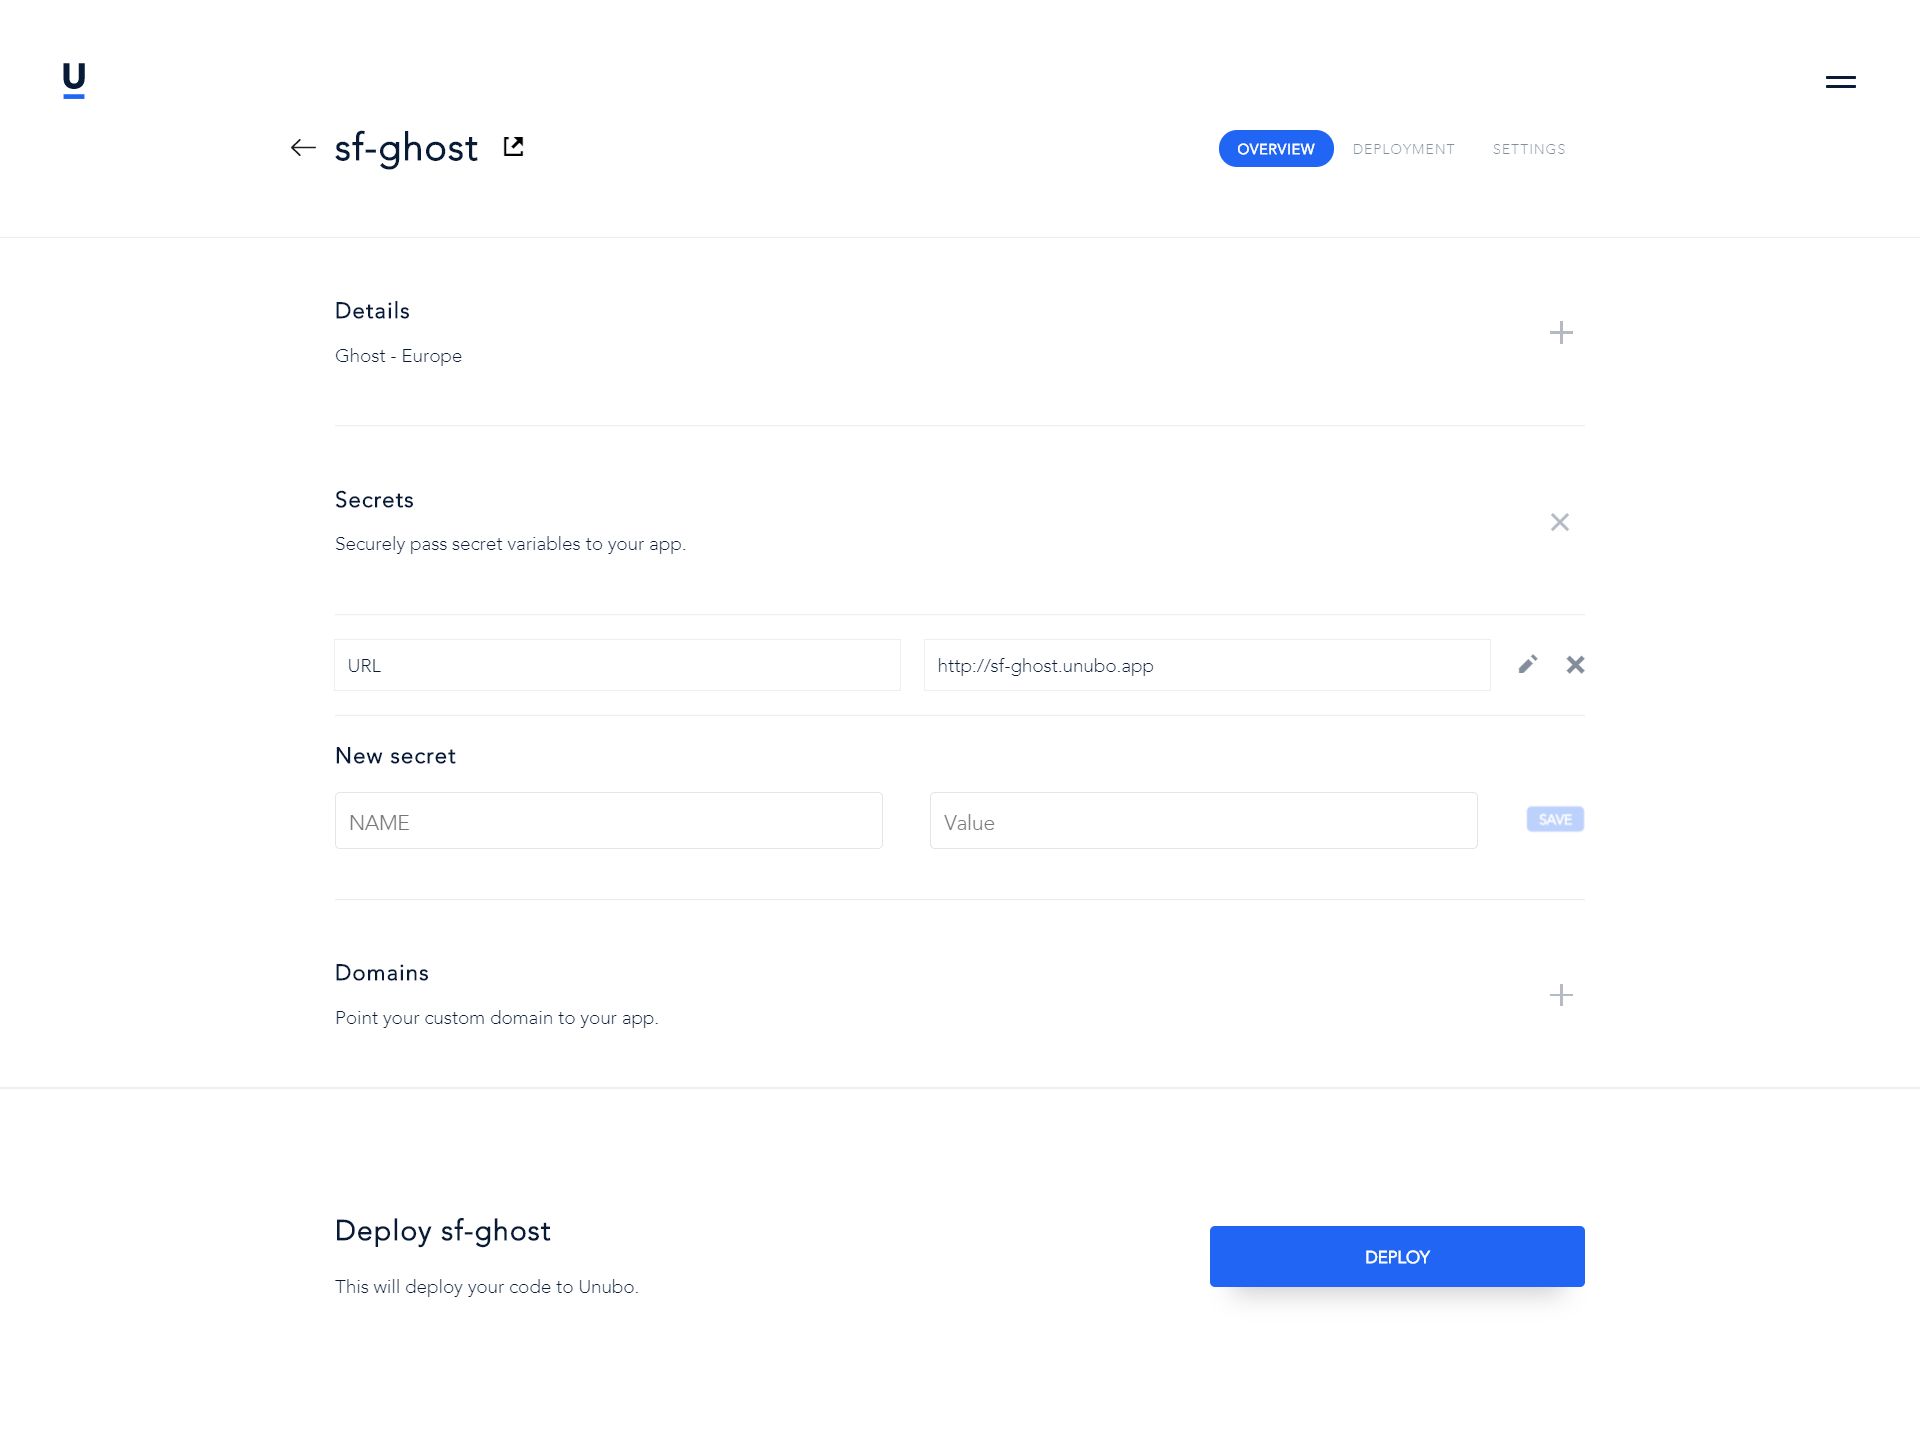 U
sf-ghost
OVERVIEW DEPLOYMENT SETTINGS
Details
Ghost - Europe
Secrets
Securely pass secret variables to your app.
URL http://sf-ghost.unubo.app
New secret
NAME Value SAVE
Domains
Point your custom domain to your app.
Deploy sf-ghost
DEPLOY
This will deploy your code to Unubo.